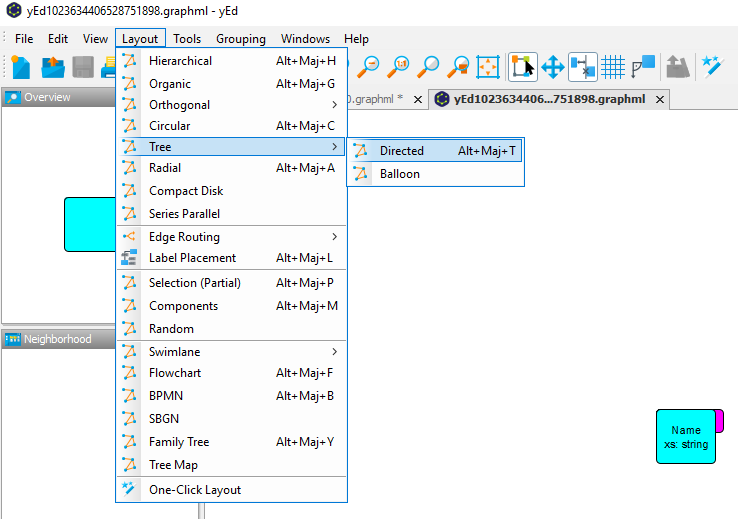 yEd1023634406528751898.graphml - yEd
File Edit View Layout Tools Grouping Windows Help
Overview
0.graphml *
yEd1023634406...751898.graphml
Hierarchical Alt+Maj+H
Organic Alt+Maj+G
Orthogonal
Circular Alt+Maj+C
Tree
Directed Alt+Maj+T
Radial Alt+Maj+A
Balloon
Compact Disk
Series Parallel
Edge Routing
Label Placement Alt+Maj+L
Selection (Partial) Alt+Maj+P
Components Alt+Maj+M
Random
Neighborhood
Swimlane
Flowchart Alt+Maj+F
BPMN Alt+Maj+B
SBGN
Family Tree Alt+Maj+Y
Tree Map
One-Click Layout
Name
xs: string